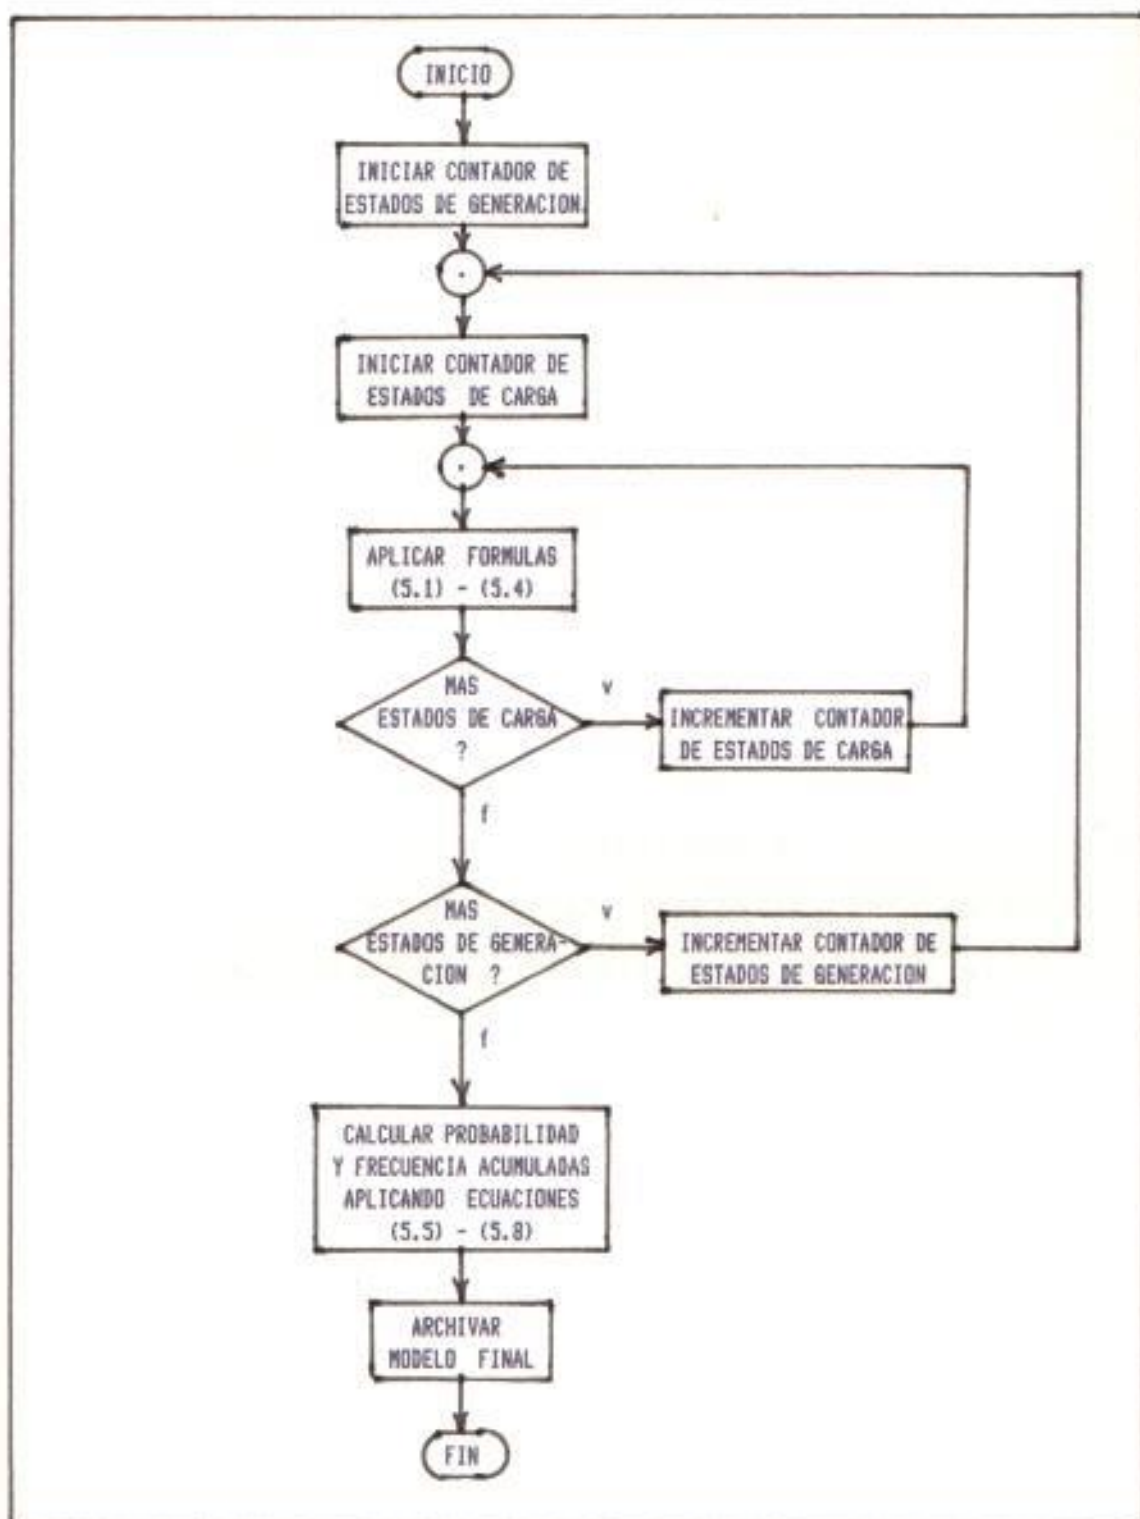 INICIO
INICIAR CONTADOR DE
ESTADOS DE GENERACION
INICIAR CONTADOR DE
ESTADOS DE CARGA
APLICAR FORMULAS
(5.1) - (5.4)
MAS
ESTADOS DE CARGA
?
v
INCREMENTAR CONTADOR
DE ESTADOS DE CARGA
f
MAS
ESTADOS DE GENERA-
CION ?
v
INCREMENTAR CONTADOR DE
ESTADOS DE GENERACION
f
CALCULAR PROBABILIDAD
Y FRECUENCIA ACUMULADAS
APLICANDO ECUACIONES
(5.5) - (5.8)
ARCHIVAR
MODELO FINAL
FIN